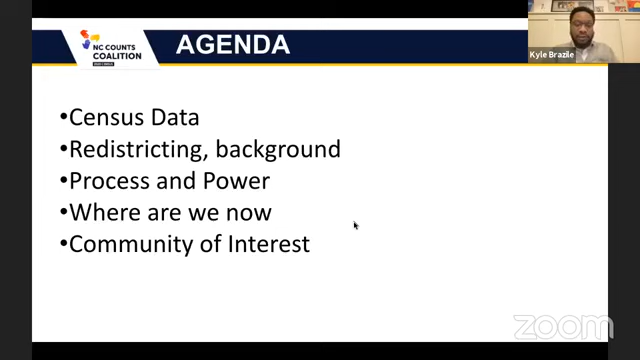 NC COUNTS
COALITION
AGENDA
Kyle Brazile
•Census Data
•Redistricting, background
•Process and Power
•Where are we now
•Community of Interest
zoom